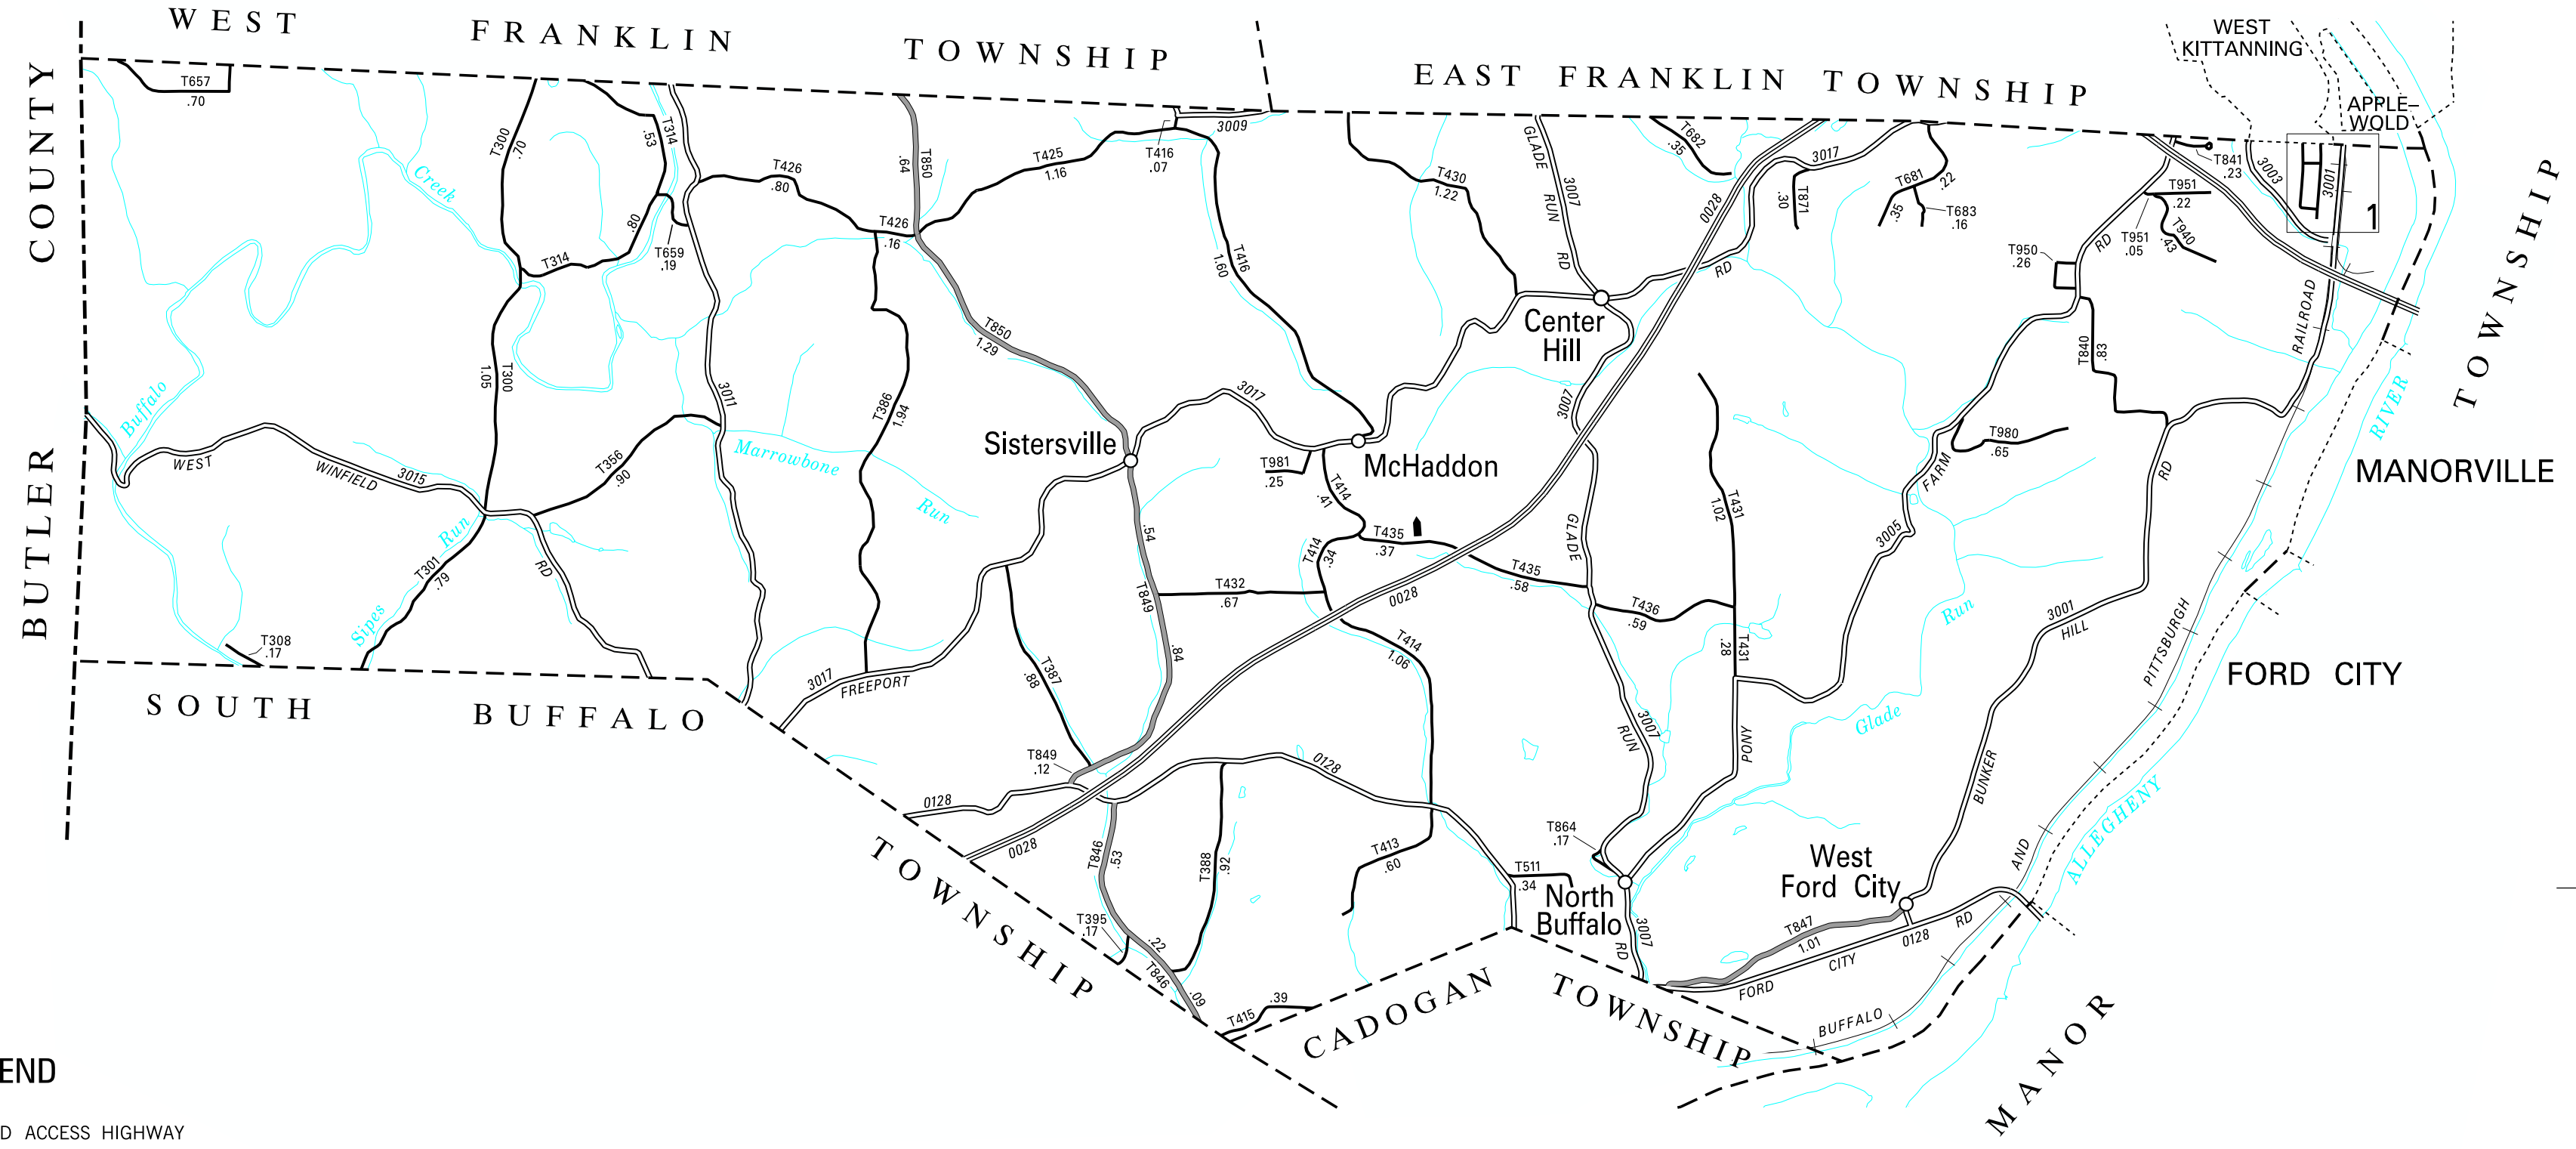 WEST FRANKLIN TOWNSHIP
EAST FRANKLIN TOWNSHIP
WEST
KITTANNING
APPLE–
WOLD
BUTLER COUNTY
T657
.70
T300
.70
.53
T314
T426
.80
T850
.64
T425
1.16
T416
.07
3009
T430
1.22
GLADE RUN RD
3007
T682
.35
0028
3017
T871
.30
T681
.22
.35
T683
.16
T841
.23
3003
3001
1
T951
.22
T951
.05
T940
.43
T950
.26
RD
Creek
T314
.80
T659
.19
T426
.16
T416
1.60
RD
Center
Hill
T840
.83
RAILROAD
RIVER
TOWNSHIP
MANORVILLE
Buffalo
T300
1.05
3011
T386
1.94
T850
1.29
3017
3007
Sistersville
McHaddon
T981
.25
T414
.41
T980
.65
FARM
RD
WEST WINFIELD RD
3015
T356
.90
Marrowbone Run
T431
1.02
3005
Sipes Run
T301
.79
T308
.17
.54
T849
.84
T432
.67
T414
.34
T435
.37
T435
.58
GLADE
0028
T436
.59
T431
.28
Run
3001
HILL
PITTSBURGH
FORD CITY
SOUTH BUFFALO
TOWNSHIP
3017
FREEPORT
T387
.88
T414
1.06
3007
RUN
PONY
Glade
BUNKER
ALLEGHENY
T849
.12
0128
0128
0028
T846
.53
T388
.92
T413
.60
T511
.34
T864
.17
North
Buffalo
3007
RD
West
Ford City
AND
T395
.17
.22
T846
.09
T415
.39
T847
1.01
0128
RD
CITY
FORD
BUFFALO
CADOGAN TOWNSHIP
MANOR
END
D ACCESS HIGHWAY